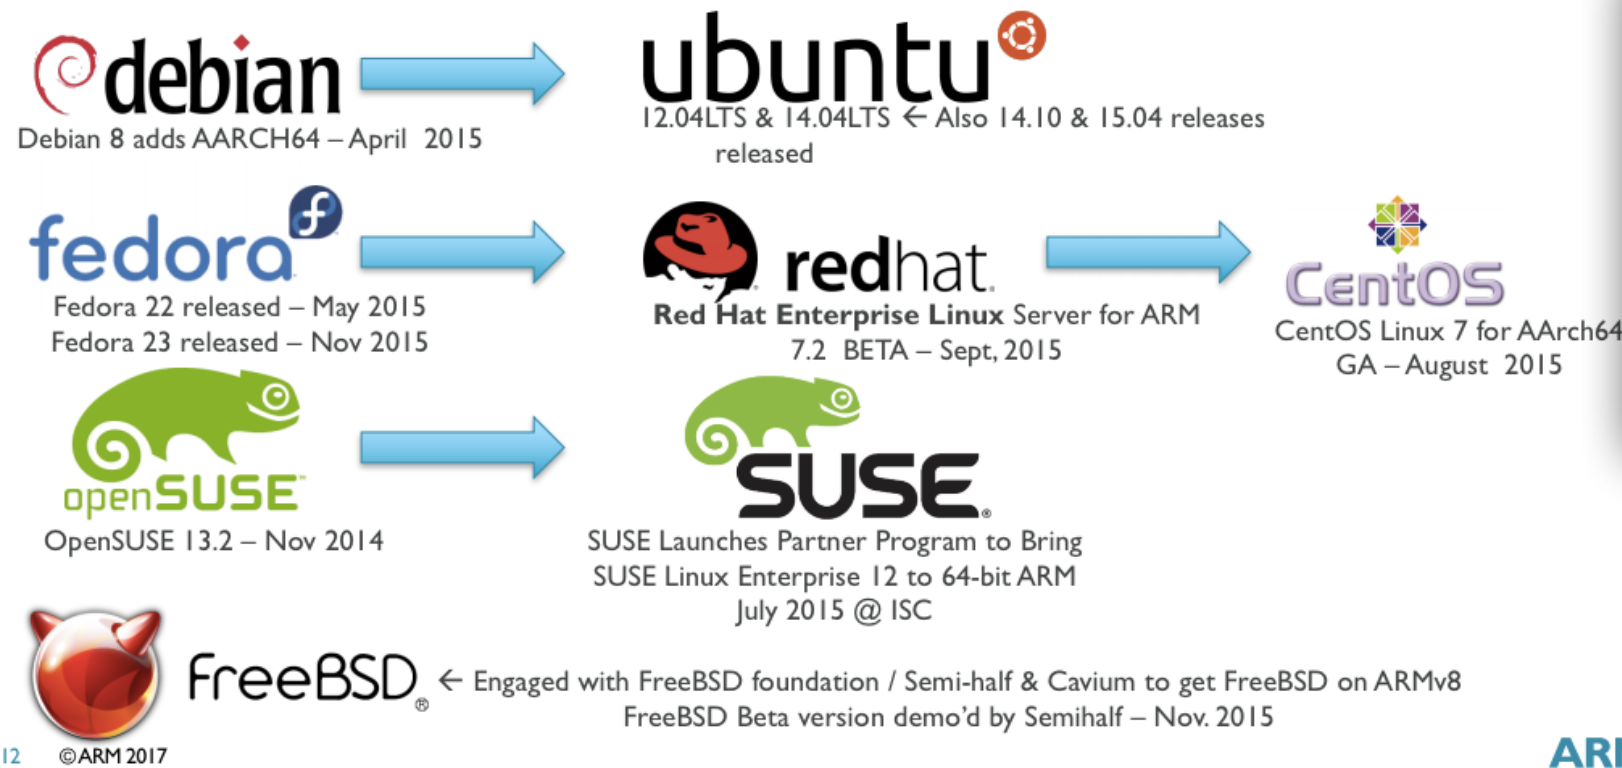 debian
ubuntu
Debian 8 adds AARCH64 – April 2015
12.04LTS & 14.04LTS ← Also 14.10 & 15.04 releases
released
fedora
redhat.
CentOS
Fedora 22 released – May 2015
Fedora 23 released – Nov 2015
Red Hat Enterprise Linux Server for ARM
7.2 BETA – Sept, 2015
CentOS Linux 7 for AArch64
GA – August 2015
openSUSE™
SUSE®
OpenSUSE 13.2 – Nov 2014
SUSE Launches Partner Program to Bring
SUSE Linux Enterprise 12 to 64-bit ARM
July 2015 @ ISC
FreeBSD®
← Engaged with FreeBSD foundation / Semi-half & Cavium to get FreeBSD on ARMv8
FreeBSD Beta version demo’d by Semihalf – Nov. 2015
12 ©ARM 2017